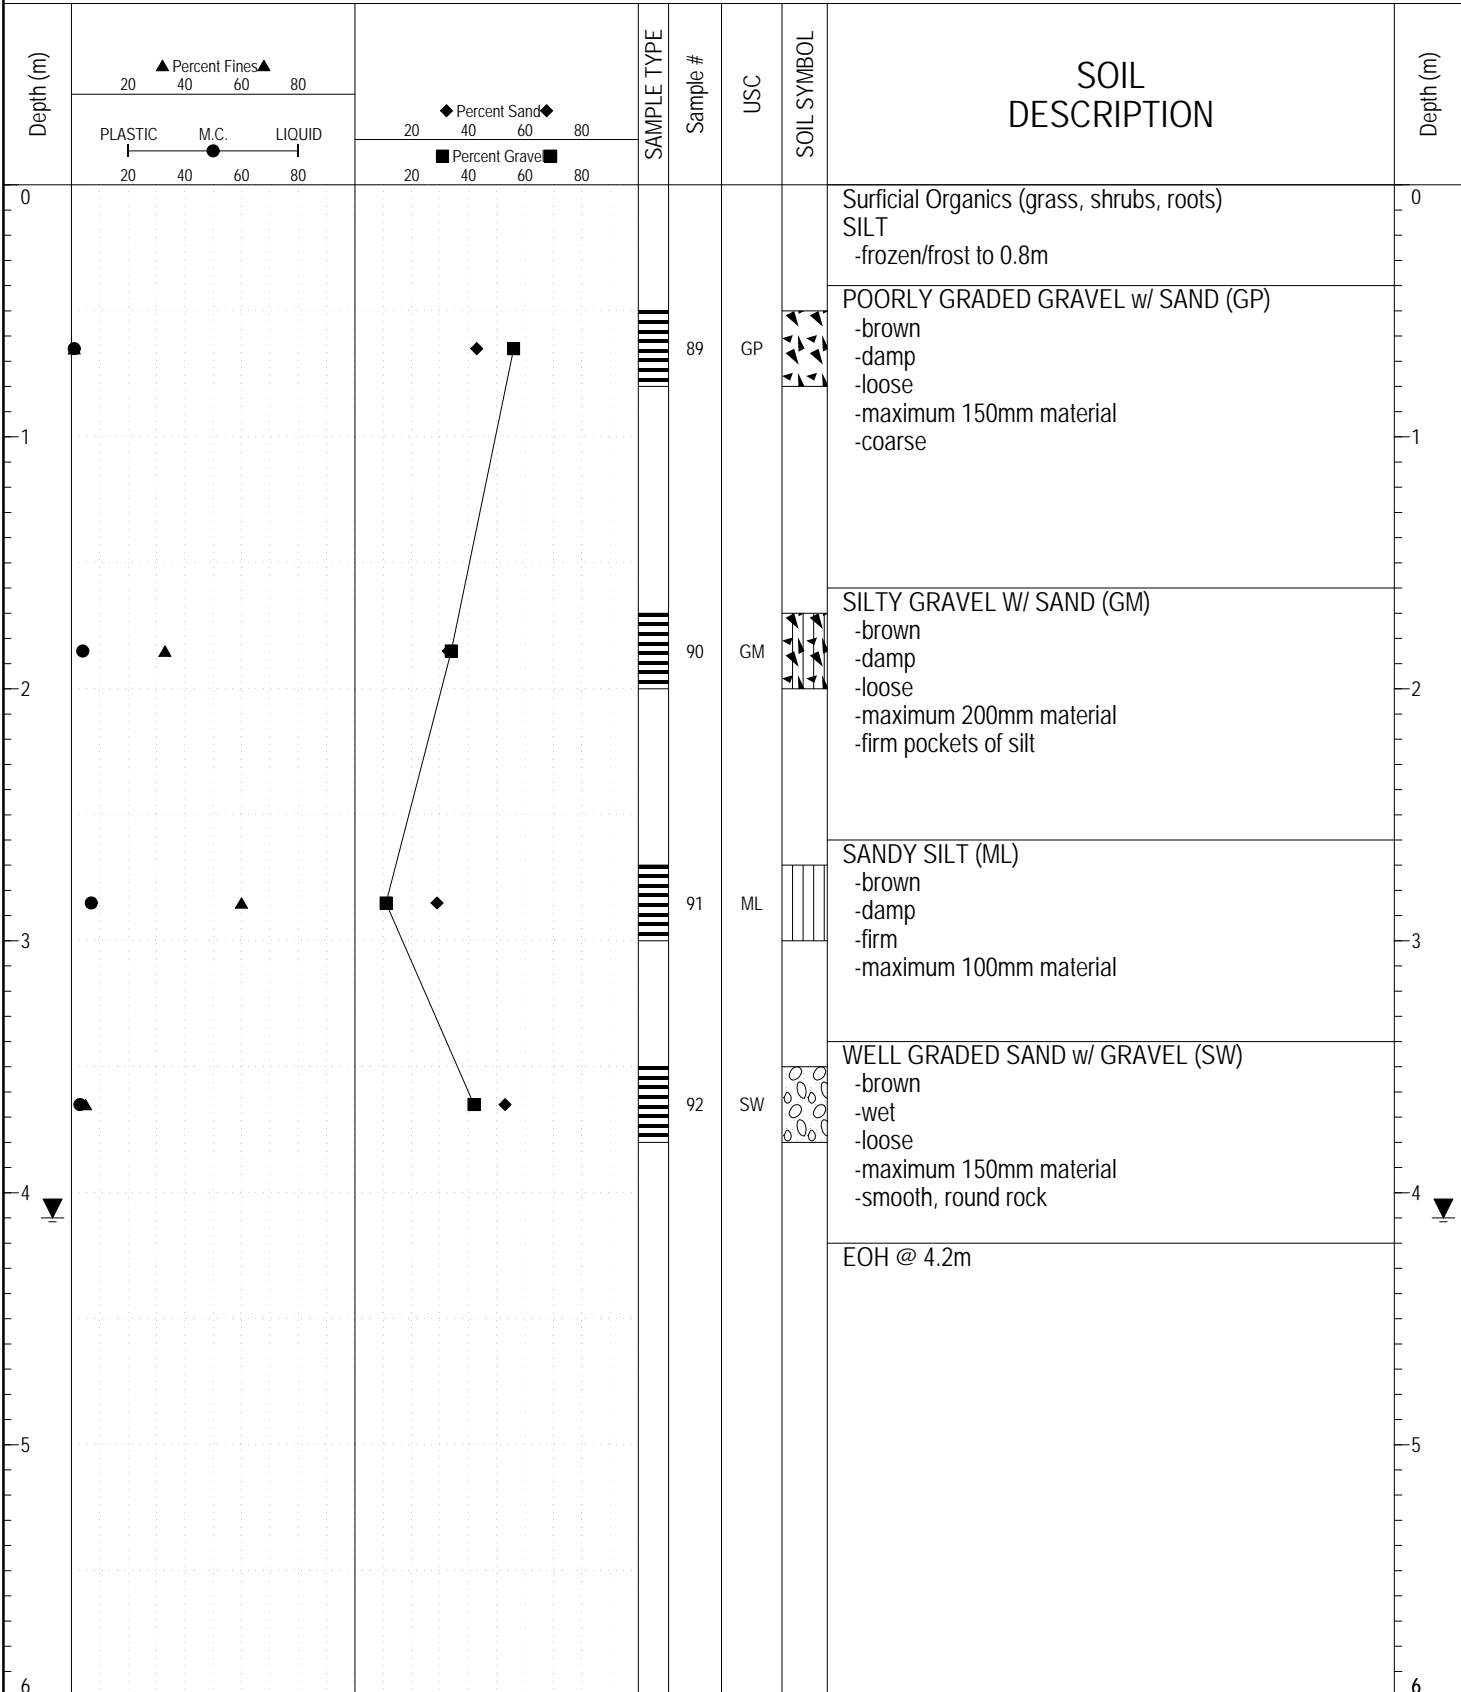 Depth (m)
Percent Fines
20 40 60 80
PLASTIC M.C. LIQUID
20 40 60 80
Percent Sand
20 40 60 80
Percent Gravel
20 40 60 80
SAMPLE TYPE
Sample #
USC
SOIL SYMBOL
SOIL
DESCRIPTION
Depth (m)
0
Surficial Organics (grass, shrubs, roots)
0
SILT
-frozen/frost to 0.8m
POORLY GRADED GRAVEL w/ SAND (GP)
-brown
89 GP
-damp
-loose
-maximum 150mm material
1
-coarse
1
SILTY GRAVEL W/ SAND (GM)
-brown
90 GM
-damp
2
-loose
2
-maximum 200mm material
-firm pockets of silt
SANDY SILT (ML)
-brown
91 ML
-damp
3
-firm
3
-maximum 100mm material
WELL GRADED SAND w/ GRAVEL (SW)
-brown
92 SW
-wet
-loose
-maximum 150mm material
4
-smooth, round rock
4
EOH @ 4.2m
5
5
6
6